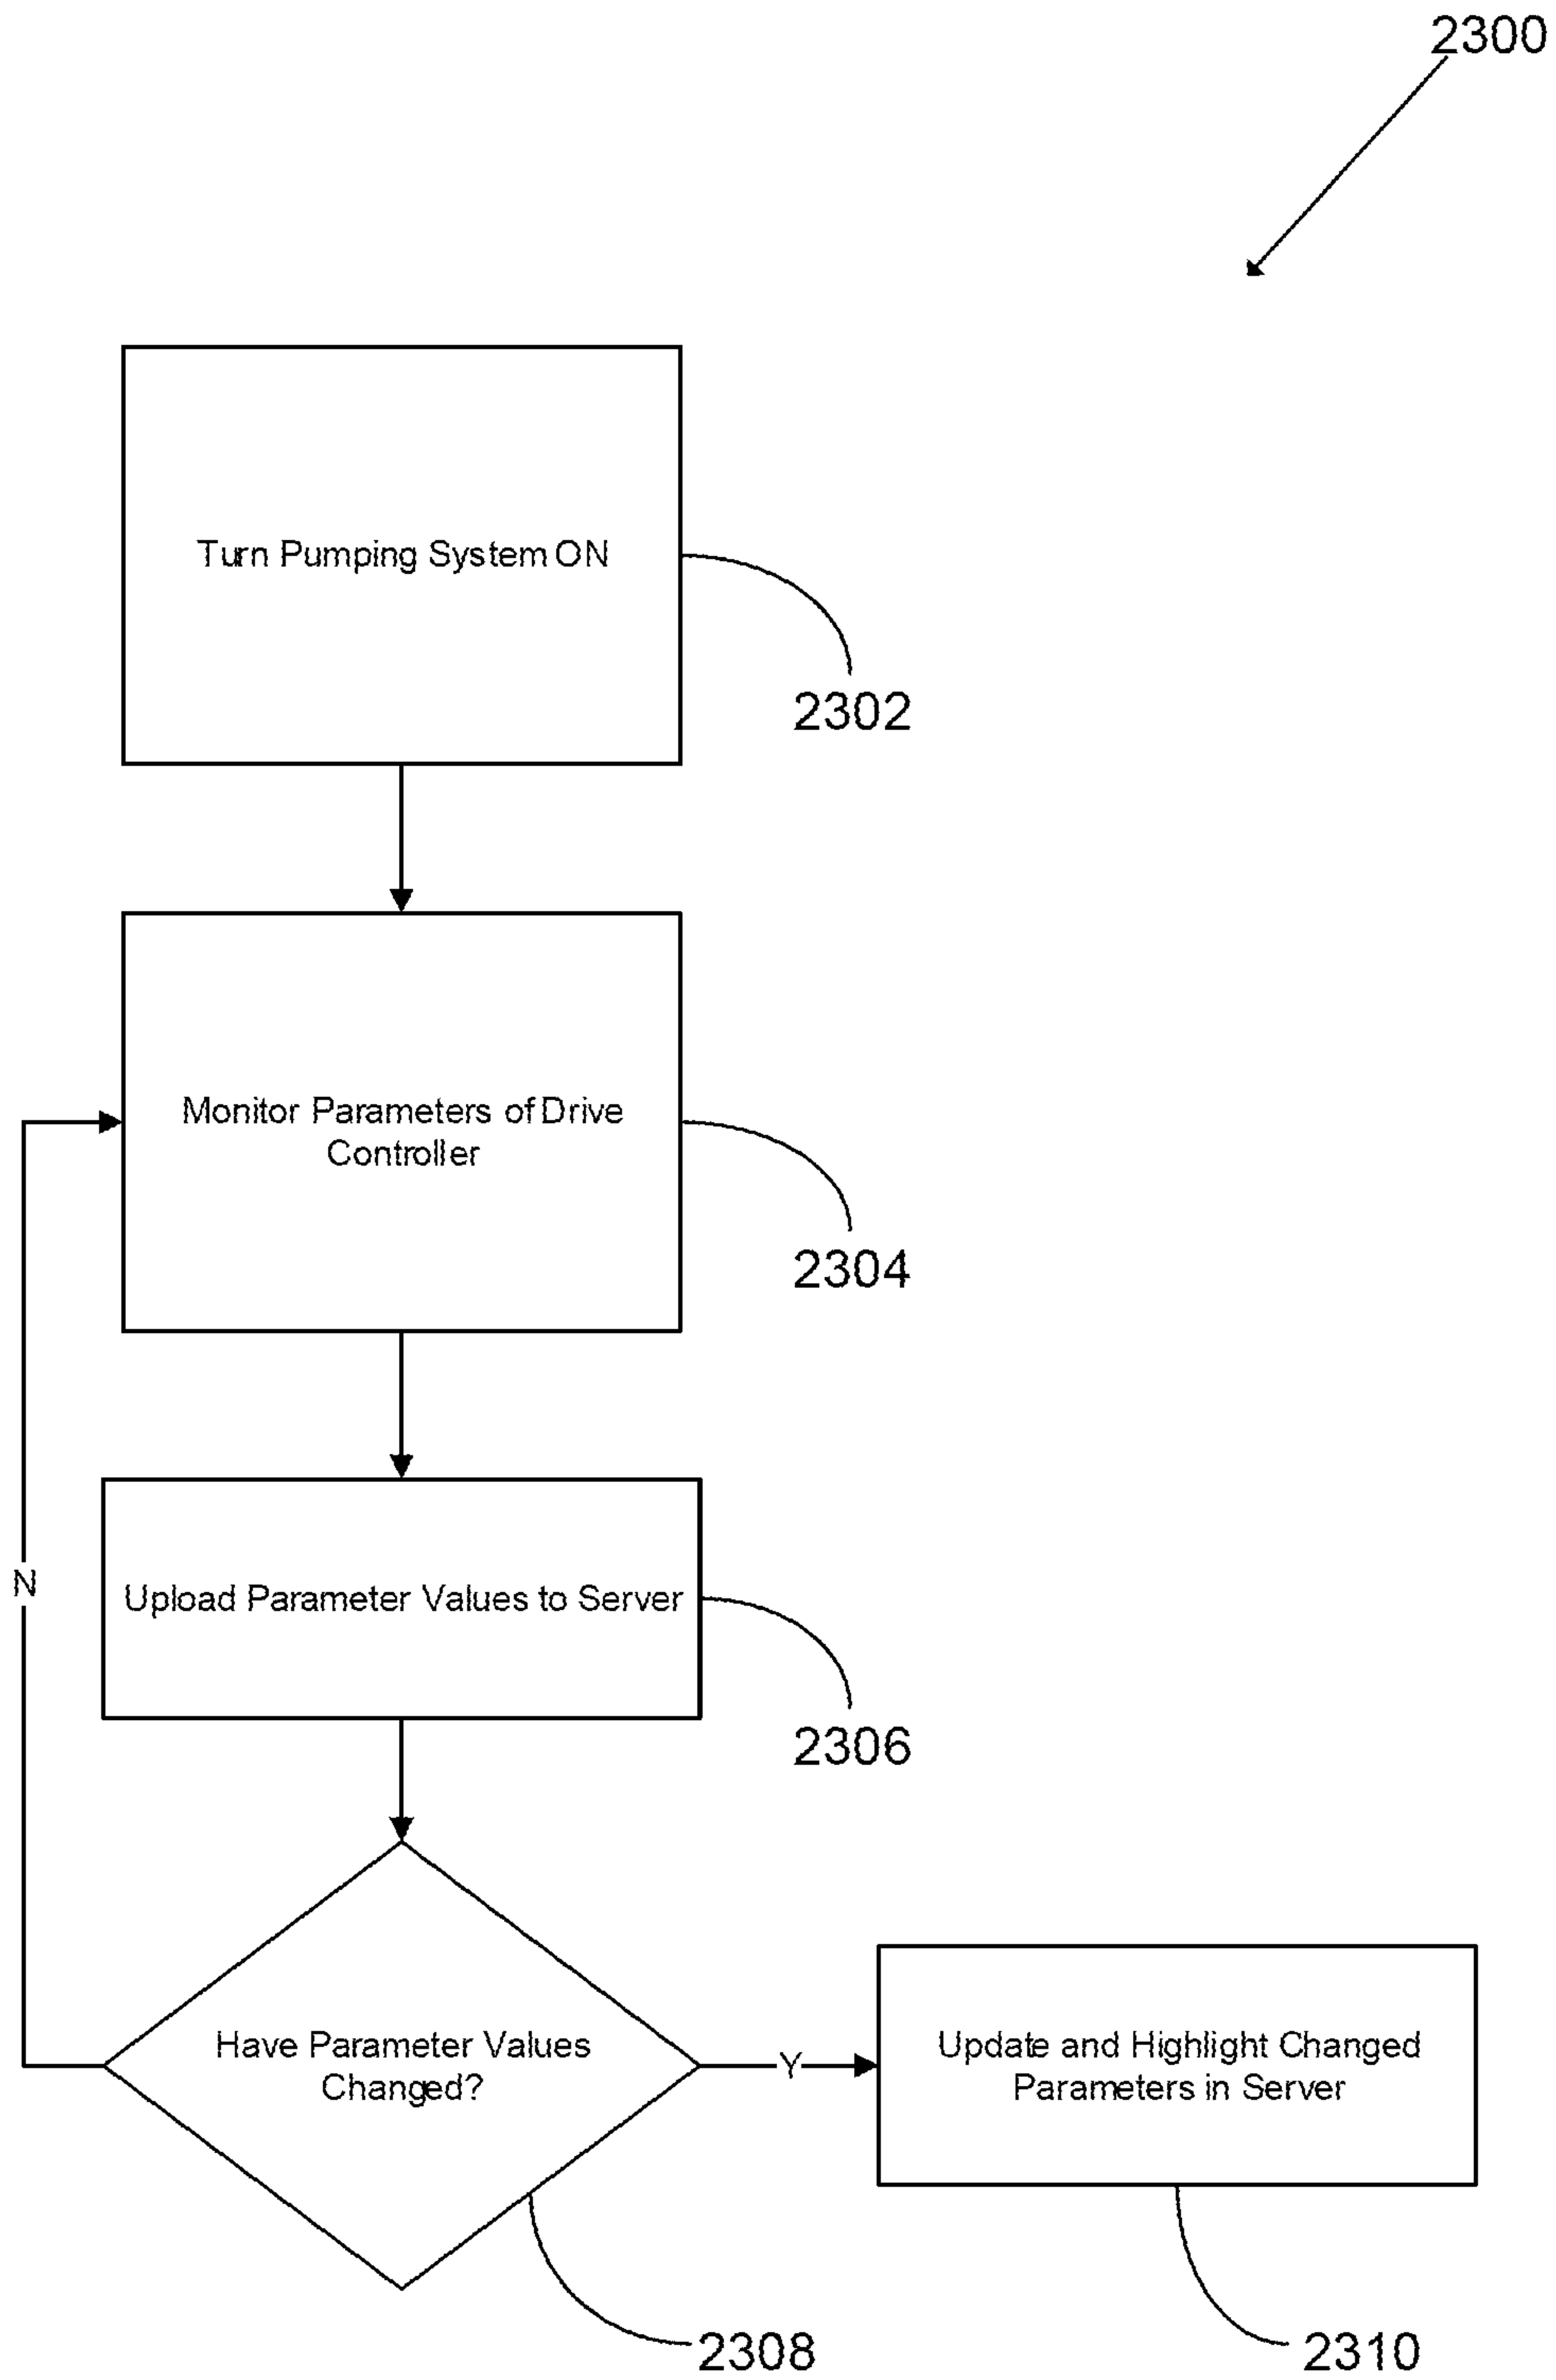 2300
Turn Pumping System ON
2302
Monitor Parameters of Drive
Controller
2304
Upload Parameter Values to Server
2306
N
Have Parameter Values
Changed?
Y
Update and Highlight Changed
Parameters in Server
2308
2310